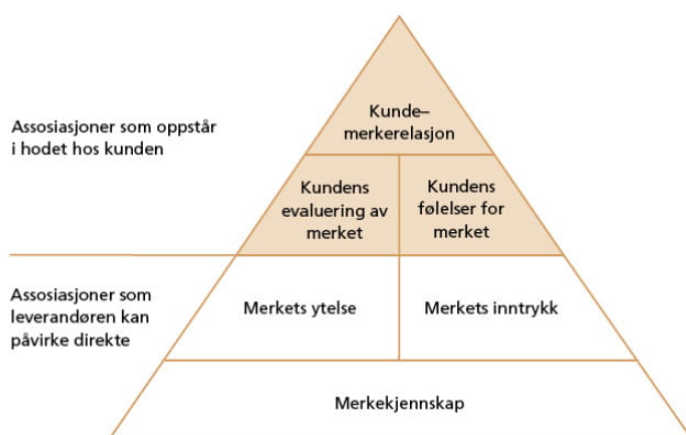 Assosiasjoner som oppstår
i hodet hos kunden
Kunde–
merkerelasjon
Kundens
evaluering av
merket
Kundens
følelser for
merket
Assosiasjoner som
leverandøren kan
påvirke direkte
Merkets ytelse
Merkets inntrykk
Merkekjennskap